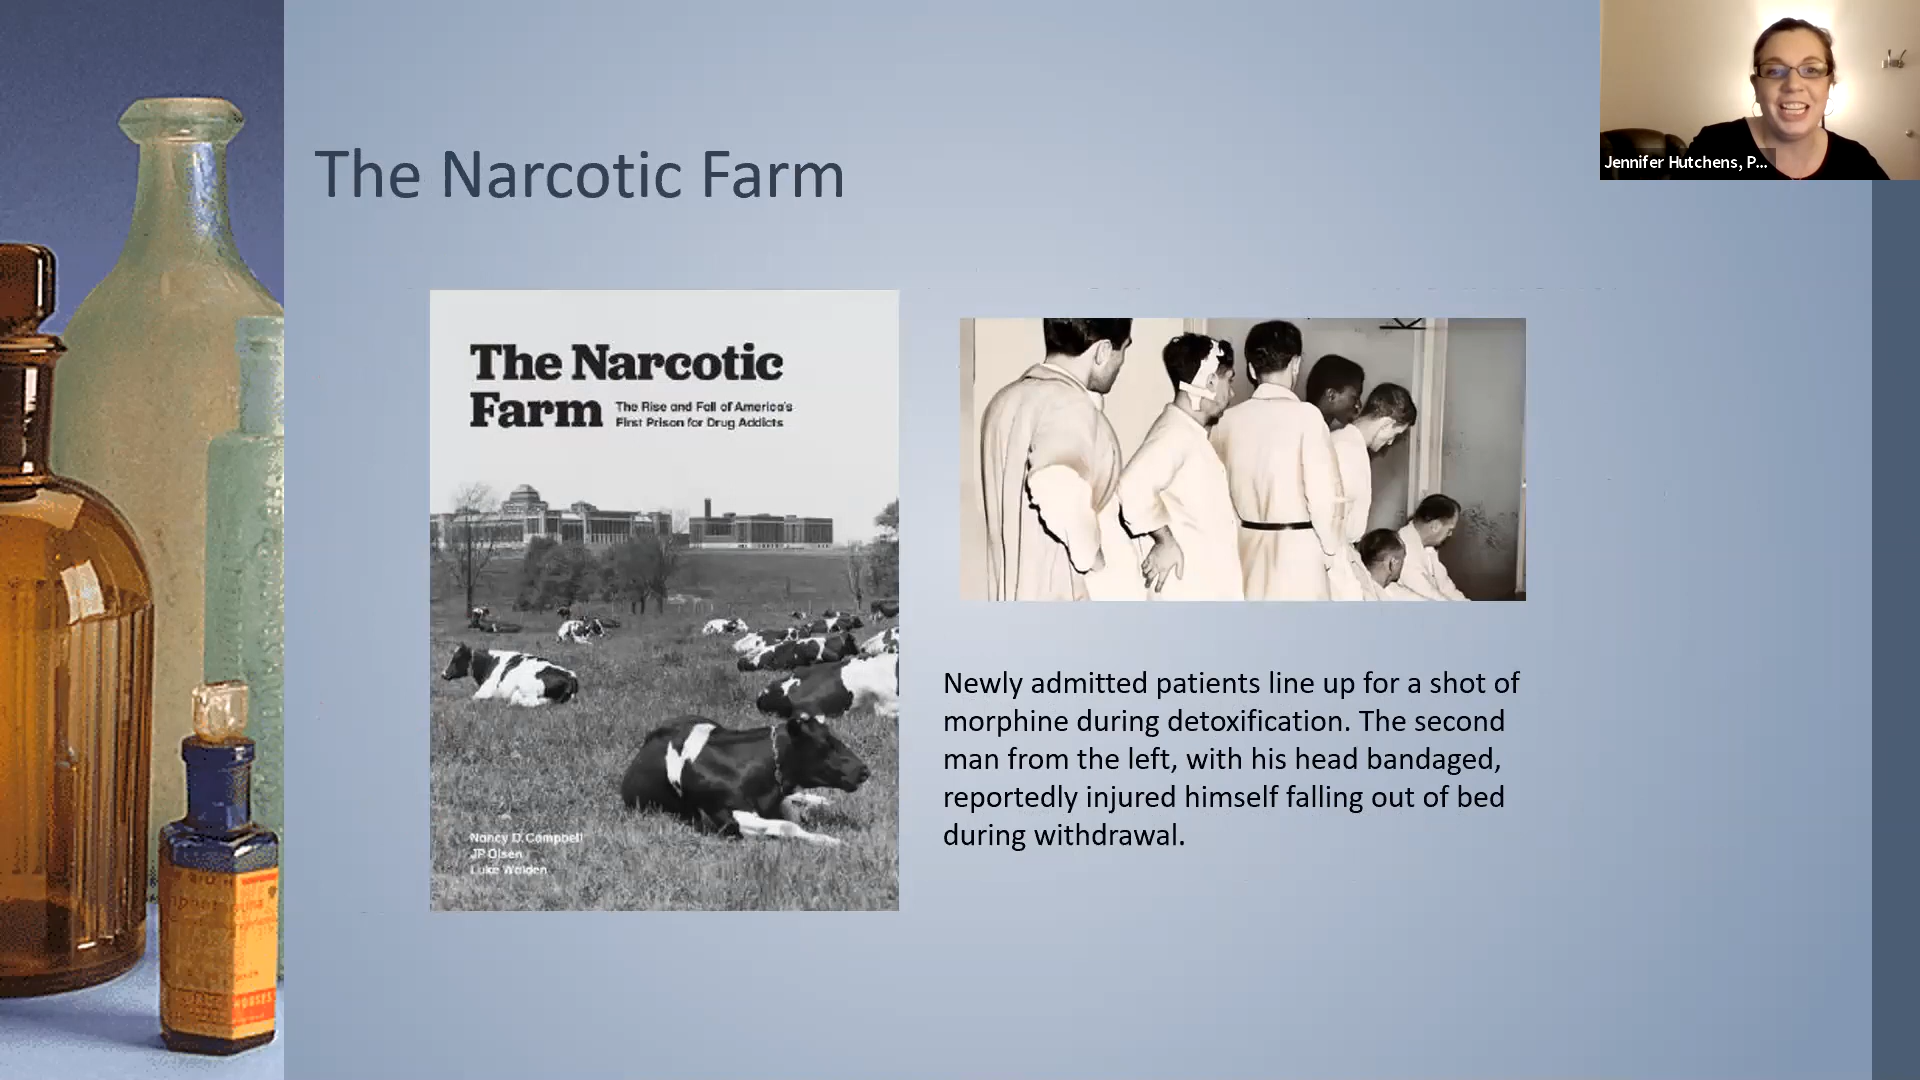 Jennifer Hutchens, P...
The Narcotic Farm
The Narcotic
Farm
The Rise and Fall of America's
First Prison for Drug Addicts
Nancy D. Campbell
JP Olsen
Luke Walden
Newly admitted patients line up for a shot of
morphine during detoxification. The second
man from the left, with his head bandaged,
reportedly injured himself falling out of bed
during withdrawal.